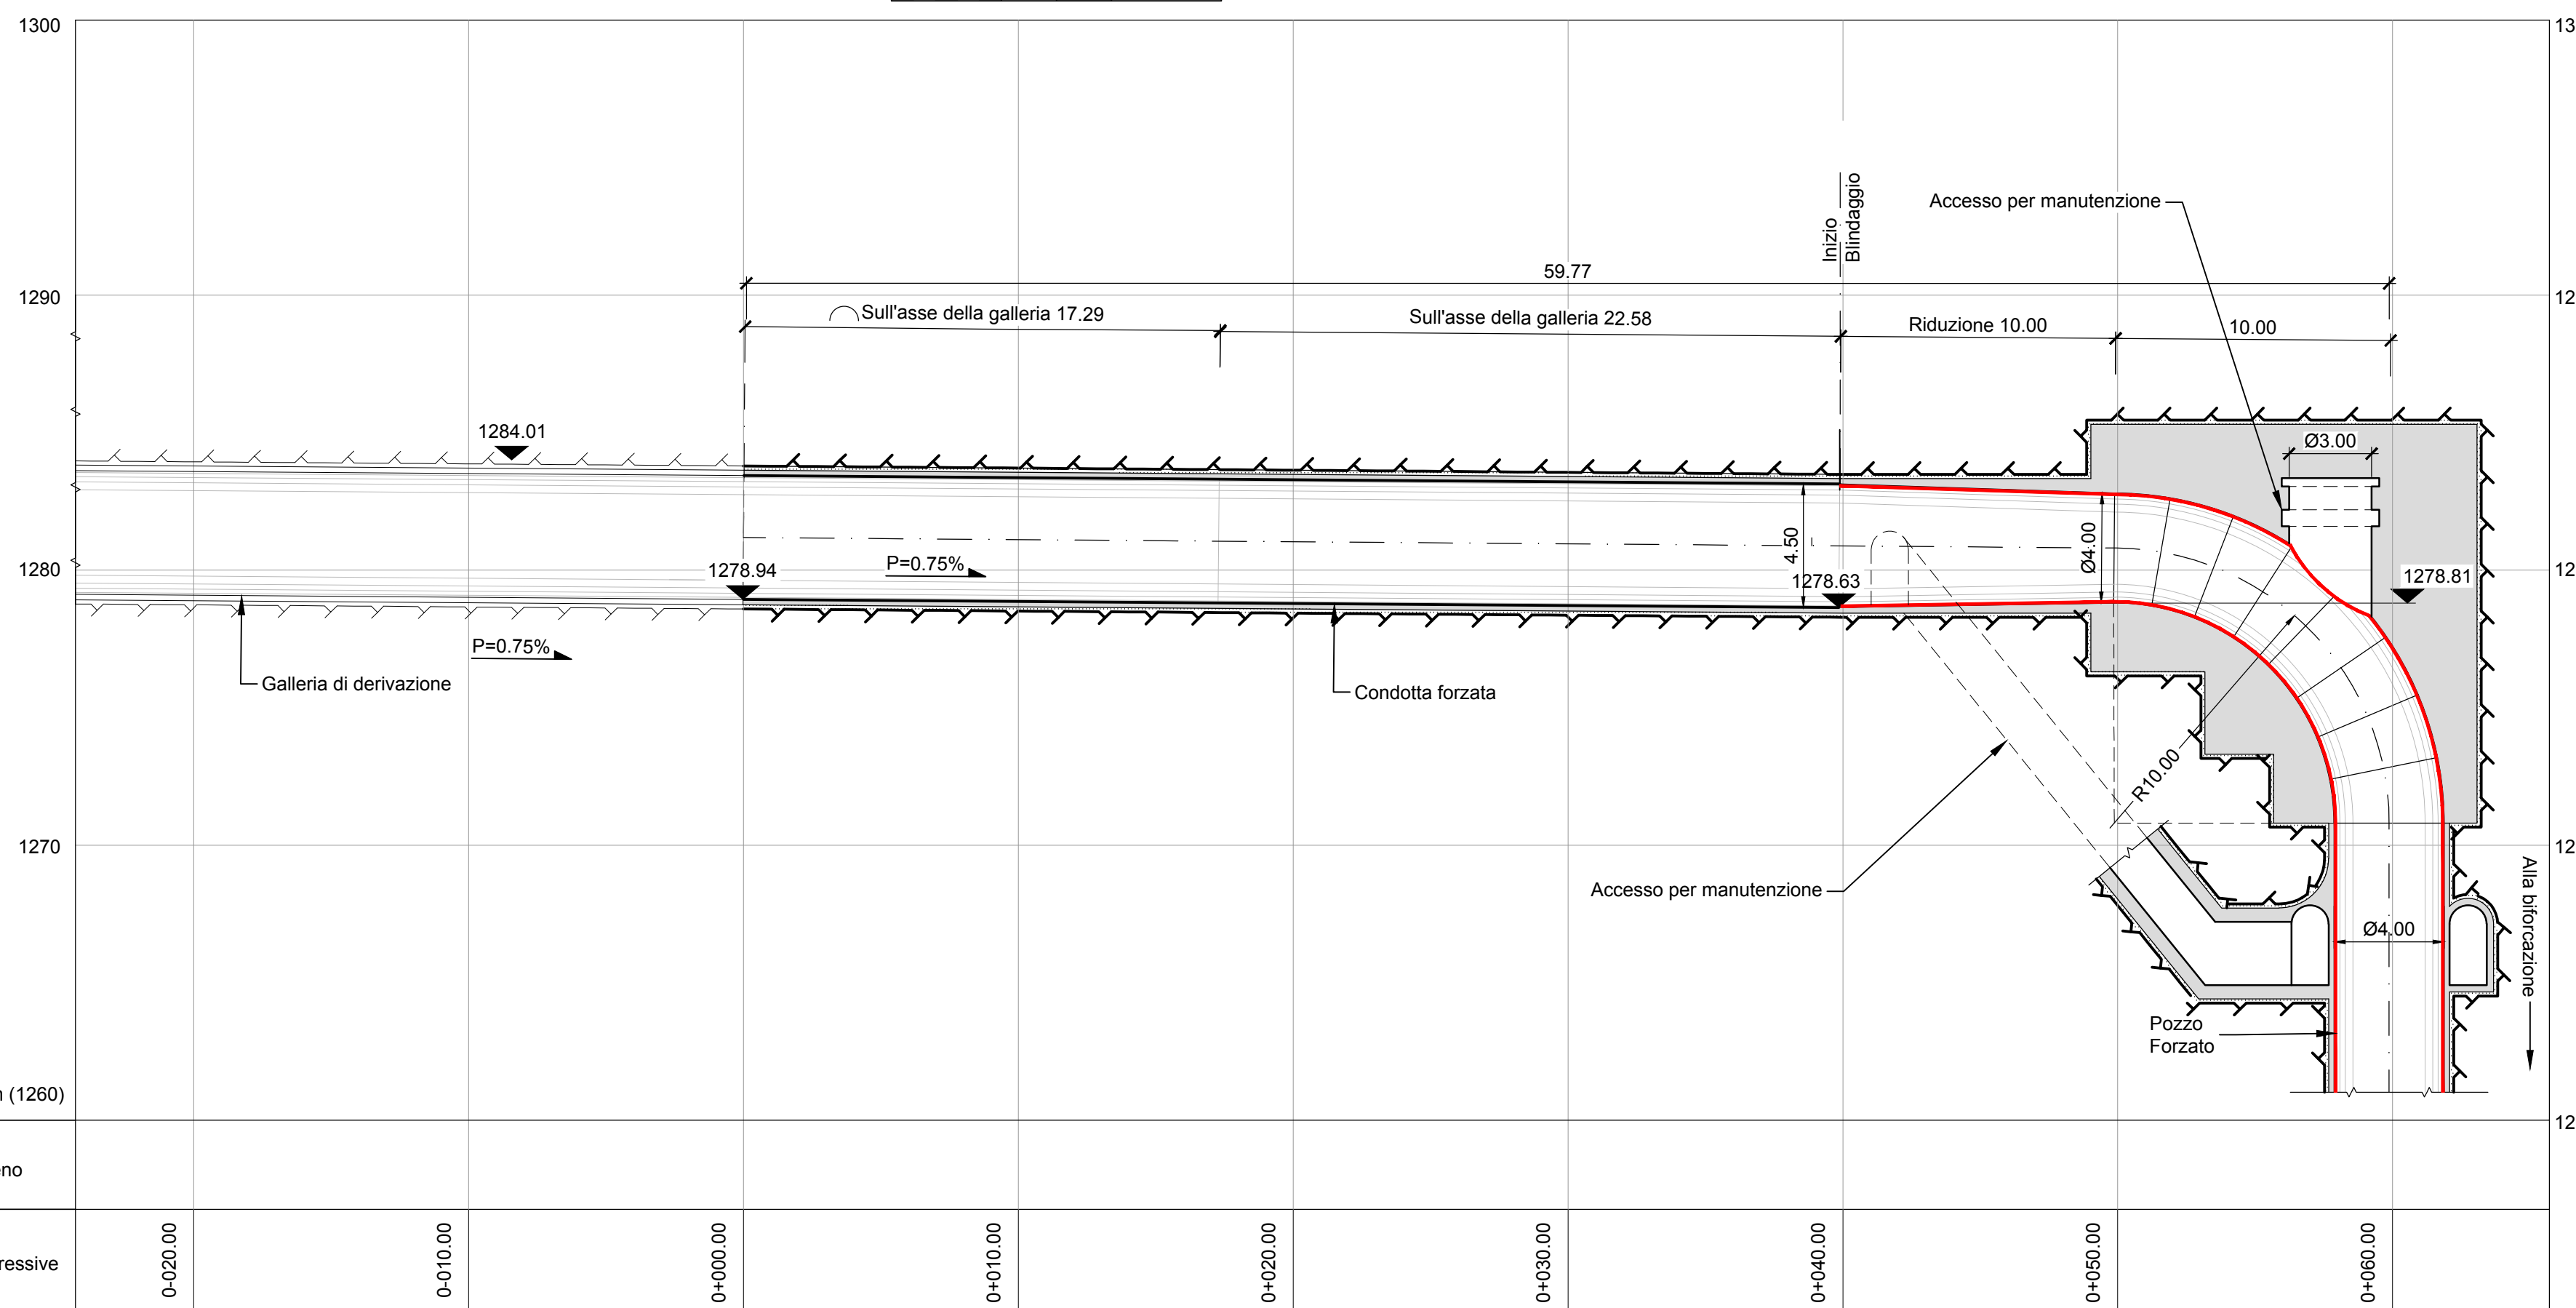 1300
13
Accesso per manutenzione
Inizio
Blindaggio
59.77
1290
12
Sull'asse della galleria 17.29
Sull'asse della galleria 22.58
Riduzione 10.00
10.00
1284.01
Ø3.00
4.50
Ø4.00
1280
1278.94
P=0.75%
1278.63
1278.81
P=0.75%
Galleria di derivazione
Condotta forzata
R10.00
1270
12
Accesso per manutenzione
Alla biforcazione
Ø4.00
Pozzo
Forzato
(1260)
12
eno
ressive
0-020.00
0-010.00
0+000.00
0+010.00
0+020.00
0+030.00
0+040.00
0+050.00
0+060.00